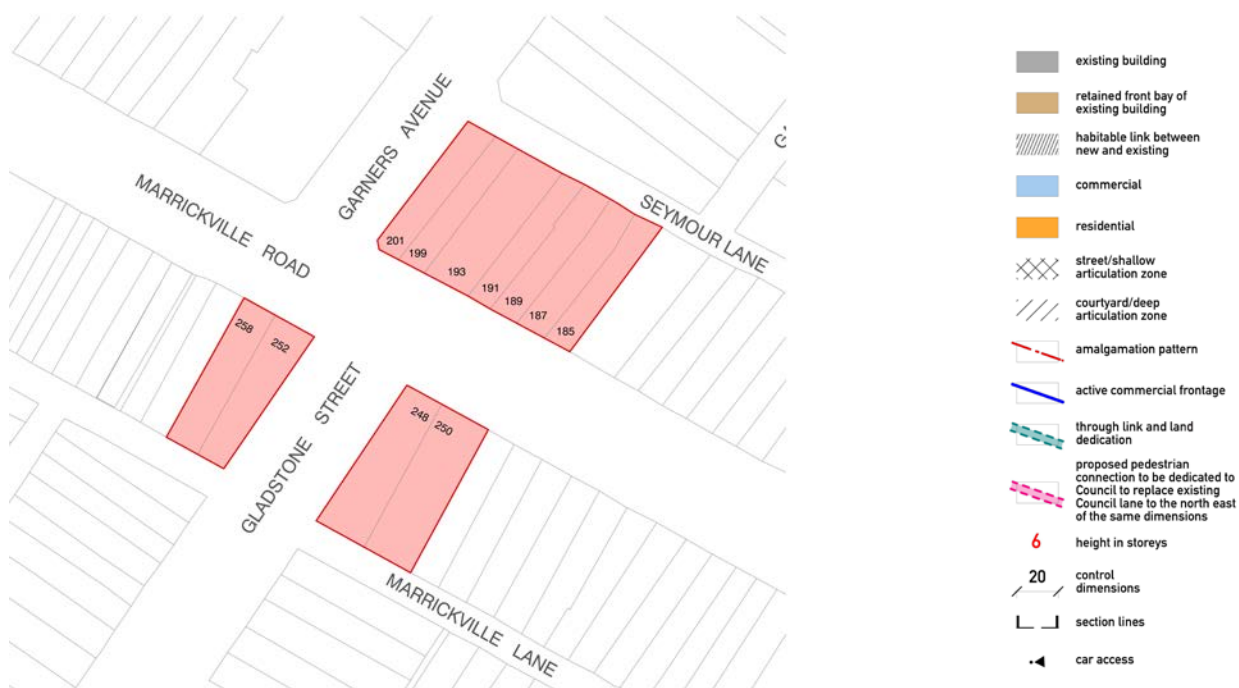 GARNERS AVENUE
MARRICKVILLE ROAD
SEYMOUR LANE
201
199
193
191
189
187
185
258
252
248
250
GLADSTONE STREET
MARRICKVILLE LANE
existing building
retained front bay of
existing building
habitable link between
new and existing
commercial
residential
street/shallow
articulation zone
courtyard/deep
articulation zone
amalgamation pattern
active commercial frontage
through link and land
dedication
proposed pedestrian
connection to be dedicated to
Council to replace existing
Council lane to the north east
of the same dimensions
6
height in storeys
20
control
dimensions
section lines
car access